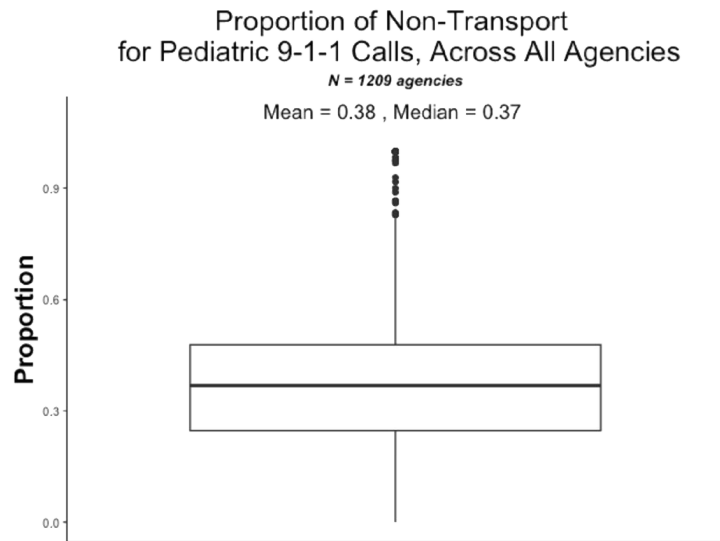 Proportion of Non-Transport
for Pediatric 9-1-1 Calls, Across All Agencies
N = 1209 agencies
Mean = 0.38 , Median = 0.37
0.9
0.6
0.3
0.0
Proportion